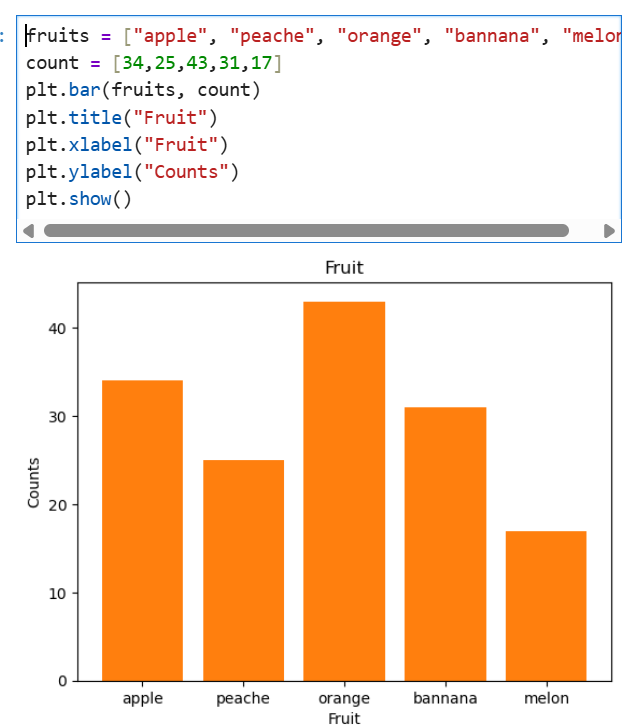 :
fruits = ["apple", "peache", "orange", "bannana", "melon
count = [34,25,43,31,17]
plt.bar(fruits, count)
plt.title("Fruit")
plt.xlabel("Fruit")
plt.ylabel("Counts")
plt.show()
Fruit
Counts
40
30
20
10
0
apple peache orange bannana melon
Fruit